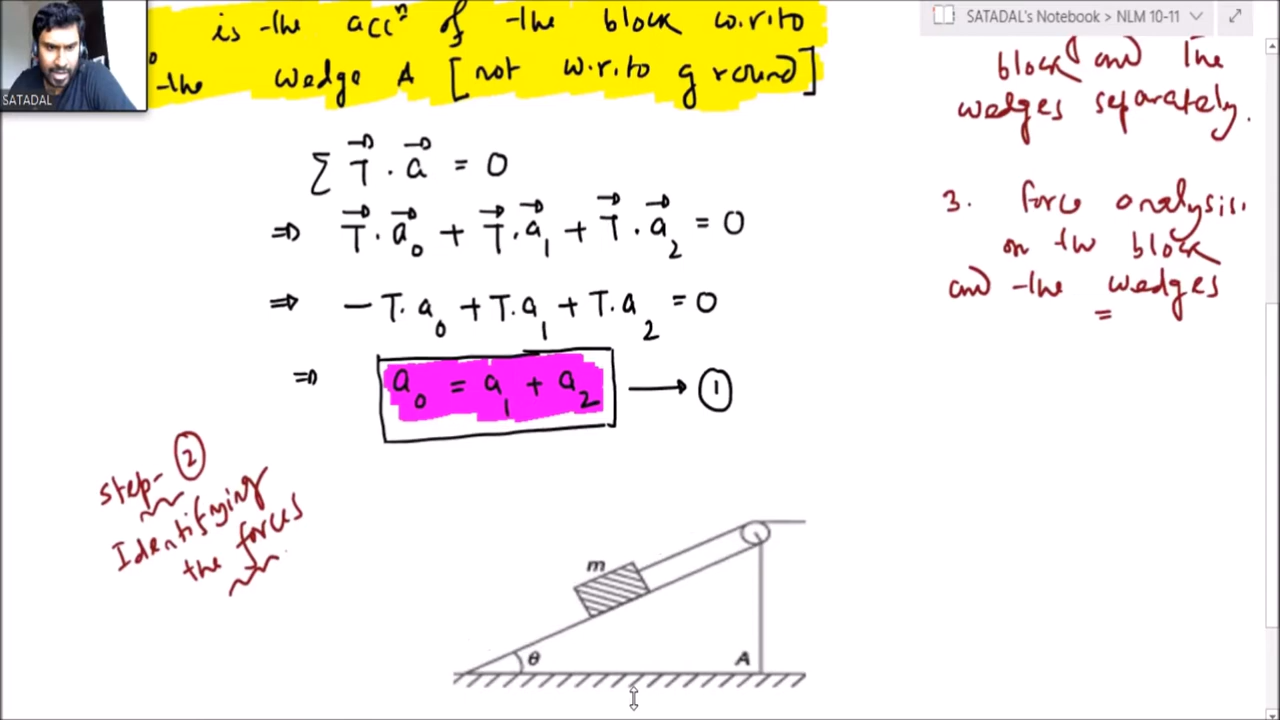 is the accⁿ of the block w.r.to
the wedge A [not w.r.to ground]
SATADAL
SATADAL's Notebook > NLM 10-11
block and the
wedges separately.
3. Force analysis.
on the block
and the wedges
∑ T⃗ . a⃗ = 0
⇒ T⃗ . a⃗₀ + T⃗ . a⃗₁ + T⃗ . a⃗₂ = 0
⇒ - T . a₀ + T . a₁ + T . a₂ = 0
⇒ a₀ = a₁ + a₂ → ①
step- ②
Identifying
the forces
m
θ
A